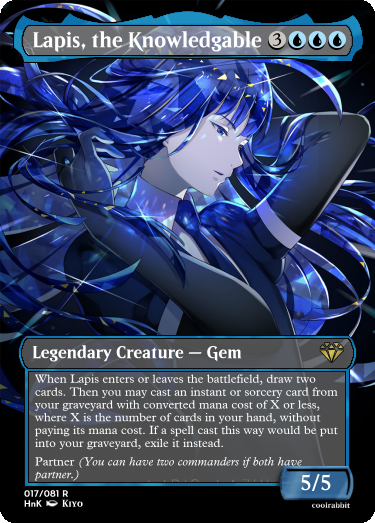 Lapis, the Knowledgable 3
Legendary Creature — Gem
When Lapis enters or leaves the battlefield, draw two
cards. Then you may cast an instant or sorcery card from
your graveyard with converted mana cost of X or less,
where X is the number of cards in your hand, without
paying its mana cost. If a spell cast this way would be put
into your graveyard, exile it instead.
Partner (You can have two commanders if both have
partner.)
5/5
017/081 R
HnK KIYO
coolrabbit